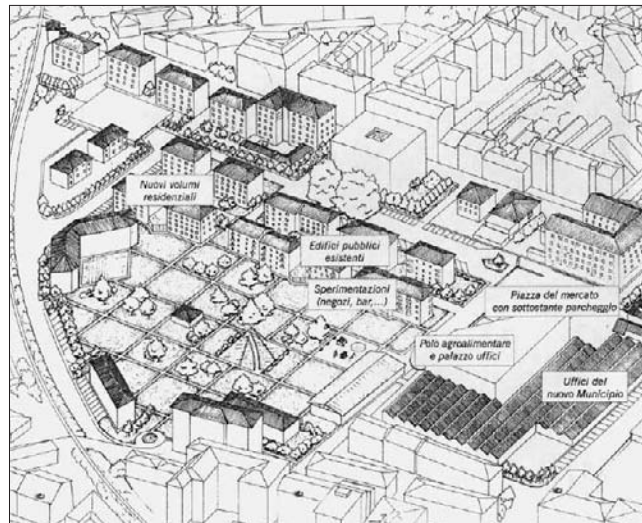 Nuovi volumi
residenziali
Edifici pubblici
esistenti
Sperimentazioni
(negozi, bar,...)
Piazza del mercato
con sottostante parcheggio
Polo agroalimentare
e palazzo uffici
Uffici del
nuovo Municipio